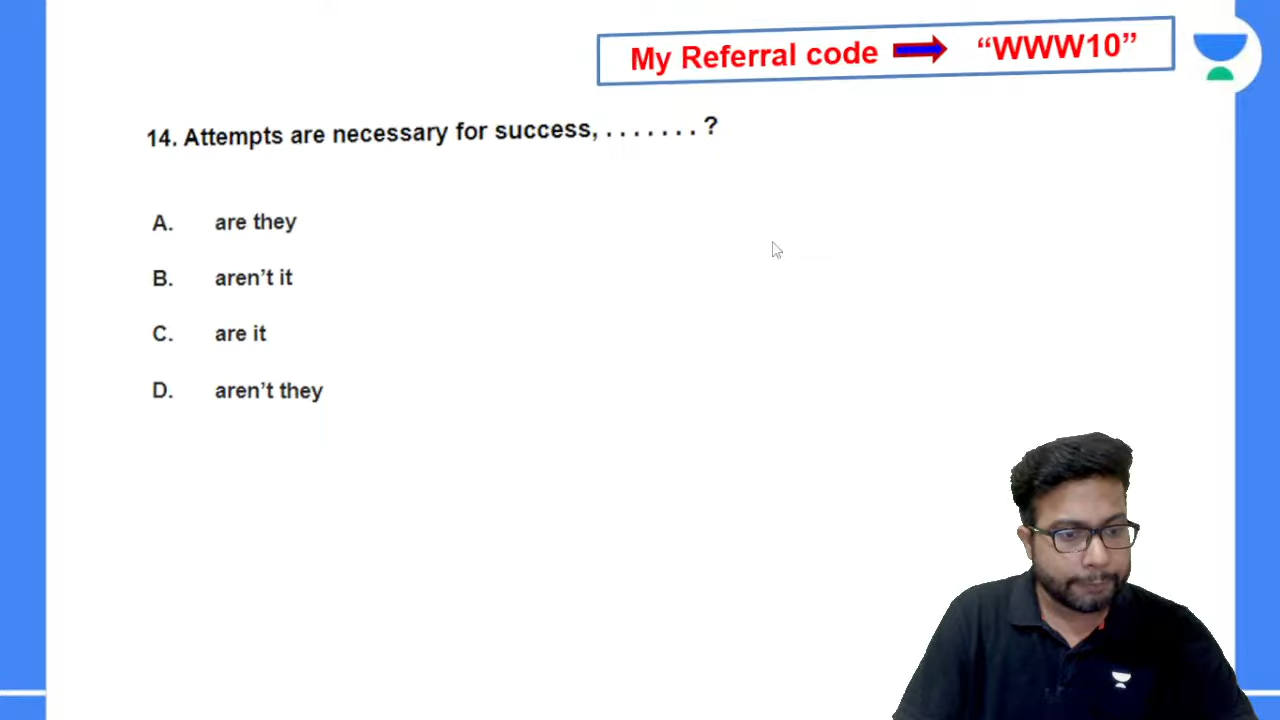 My Referral code “WWW10”
14. Attempts are necessary for success, . . . . . . . ?
A. are they
B. aren’t it
C. are it
D. aren’t they